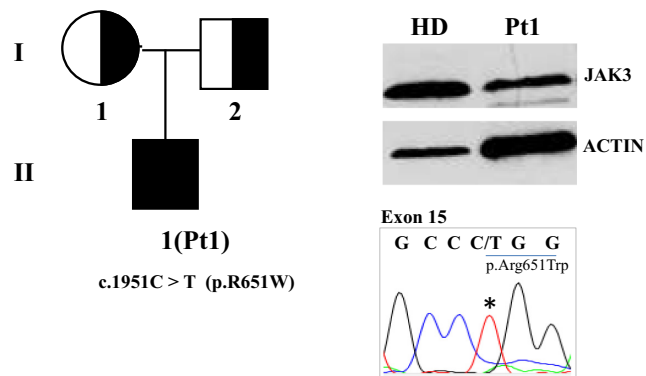 I
1
2
II
1(Pt1)
c.1951C > T (p.R651W)
HD Pt1
JAK3
ACTIN
Exon 15
G C C C/T G G
p.Arg651Trp
*